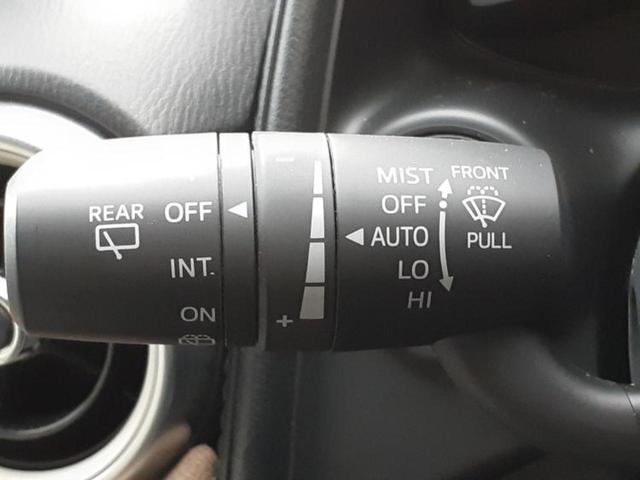 MIST FRONT
OFF
AUTO PULL
LO
HI
REAR OFF
INT.
ON
- 
+